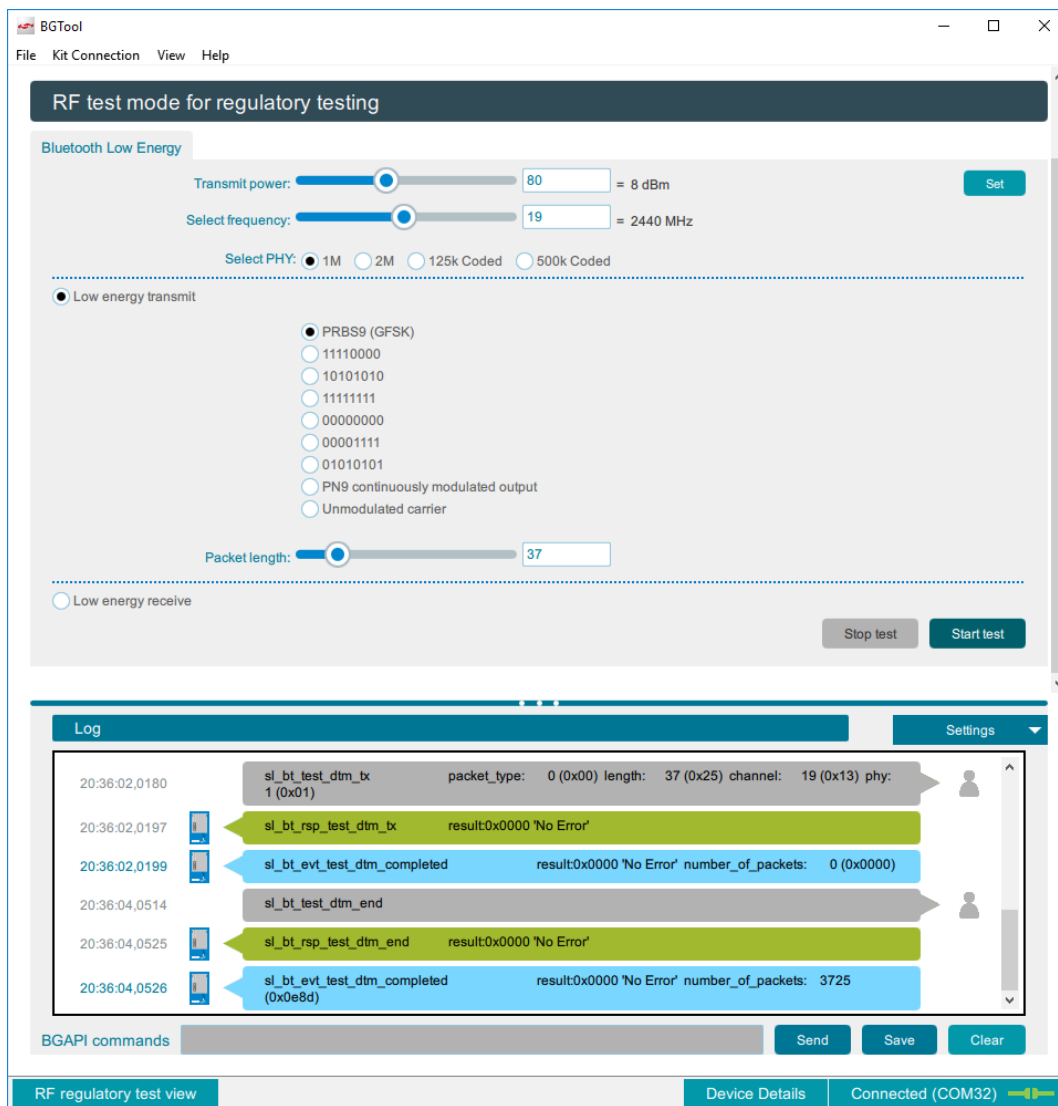 BGTool
File Kit Connection View Help
RF test mode for regulatory testing
Bluetooth Low Energy
Transmit power: 80 = 8 dBm Set
Select frequency: 19 = 2440 MHz
Select PHY: 1M 2M 125k Coded 500k Coded
Low energy transmit
PRBS9 (GFSK)
11110000
10101010
11111111
00000000
00001111
01010101
PN9 continuously modulated output
Unmodulated carrier
Packet length: 37
Low energy receive
Stop test Start test
Log Settings
20:36:02,0180 sl_bt_test_dtm_tx packet_type: 0 (0x00) length: 37 (0x25) channel: 19 (0x13) phy:
1 (0x01)
20:36:02,0197 sl_bt_rsp_test_dtm_tx result:0x0000 'No Error'
20:36:02,0199 sl_bt_evt_test_dtm_completed result:0x0000 'No Error' number_of_packets: 0 (0x0000)
20:36:04,0514 sl_bt_test_dtm_end
20:36:04,0525 sl_bt_rsp_test_dtm_end result:0x0000 'No Error'
20:36:04,0526 sl_bt_evt_test_dtm_completed result:0x0000 'No Error' number_of_packets: 3725
(0x0e8d)
BGAPI commands Send Save Clear
RF regulatory test view Device Details Connected (COM32)